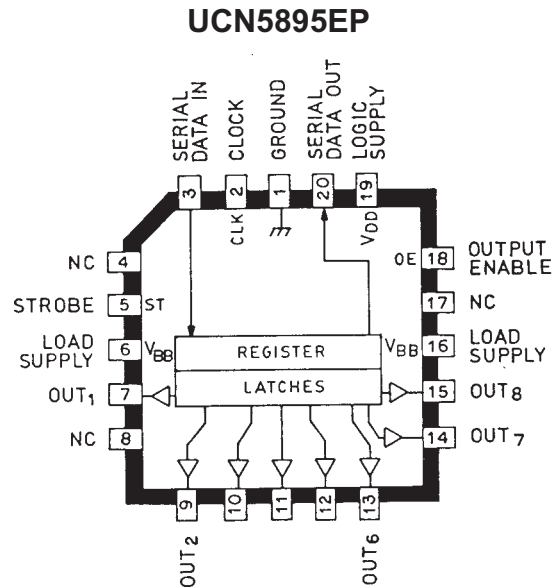 UCN5895EP
SERIAL
DATA IN
CLOCK
GROUND
SERIAL
DATA OUT
LOGIC
SUPPLY
3
2
1
20
19
CLK
VDD
4
NC
5
STROBE
ST
6
LOAD
SUPPLY
VBB
7
OUT1
8
NC
OE
18
OUTPUT
ENABLE
17
NC
VBB
16
LOAD
SUPPLY
15
OUT8
14
OUT7
REGISTER
LATCHES
9
10
11
12
13
OUT2
OUT6